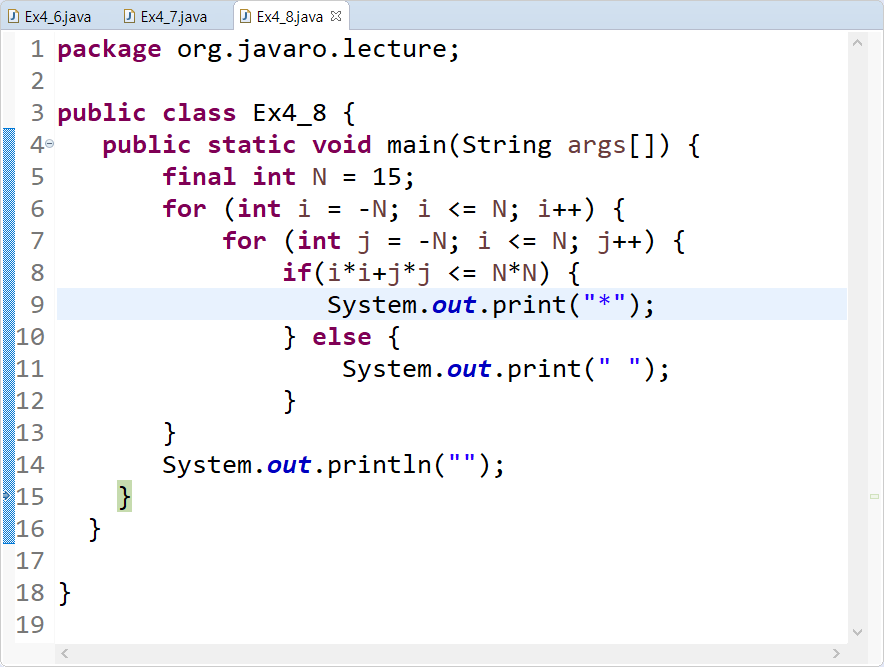 Ex4_6.java Ex4_7.java Ex4_8.java
1 package org.javaro.lecture;
2
3 public class Ex4_8 {
4 public static void main(String args[]) {
5 final int N = 15;
6 for (int i = -N; i <= N; i++) {
7 for (int j = -N; i <= N; j++) {
8 if(i*i+j*j <= N*N) {
9 System.out.print("*");
10 } else {
11 System.out.print(" ");
12 }
13 }
14 System.out.println("");
15 }
16 }
17
18 }
19